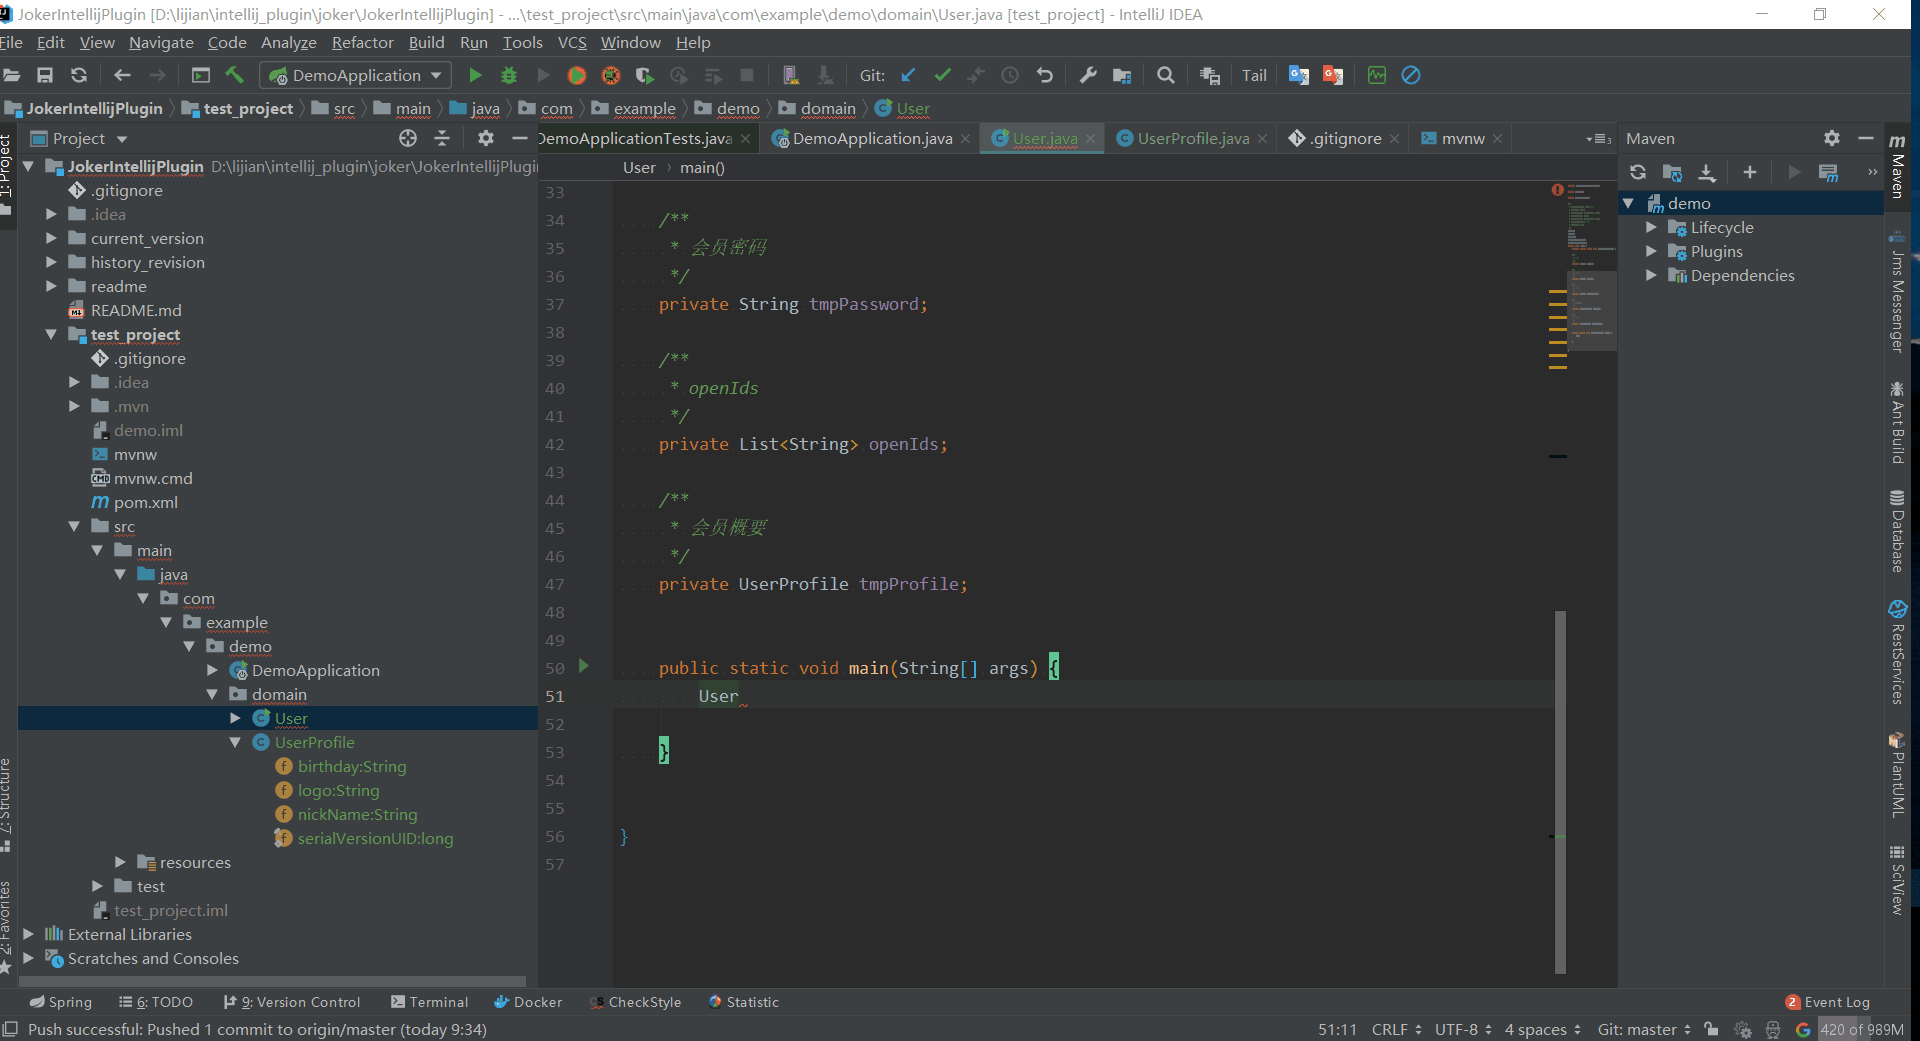 JokerIntellijPlugin [D:\lijian\intellij_plugin\joker\JokerIntellijPlugin] - ...\test_project\src\main\java\com\example\demo\domain\User.java [test_project] - IntelliJ IDEA
File Edit View Navigate Code Analyze Refactor Build Run Tools VCS Window Help
DemoApplication Git: Tail
JokerIntellijPlugin test_project src main java com example demo domain User
Project
DemoApplicationTests.java DemoApplication.java User.java UserProfile.java .gitignore mvnw
Maven
User main()
JokerIntellijPlugin D:\lijian\intellij_plugin\joker\JokerIntellijPlugi
.gitignore
.idea
current_version
history_revision
readme
README.md
test_project
.gitignore
.idea
.mvn
demo.iml
mvnw
mvnw.cmd
pom.xml
src
main
java
com
example
demo
DemoApplication
domain
User
UserProfile
birthday:String
logo:String
nickName:String
serialVersionUID:long
resources
test
test_project.iml
External Libraries
Scratches and Consoles
33
34 /**
35 * 会员密码
36 */
37 private String tmpPassword;
38
39 /**
40 * openIds
41 */
42 private List<String> openIds;
43
44 /**
45 * 会员概要
46 */
47 private UserProfile tmpProfile;
48
49
50 public static void main(String[] args) {
51 User
52
53 }
54
55
56 }
57
demo
Lifecycle
Plugins
Dependencies
1: Project
7: Structure
2: Favorites
Maven
Jms Messenger
Ant Build
Database
RestServices
PlantUML
SciView
Spring 6: TODO 9: Version Control Terminal Docker CheckStyle Statistic 2 Event Log
Push successful: Pushed 1 commit to origin/master (today 9:34) 51:11 CRLF UTF-8 4 spaces Git: master 420 of 989M